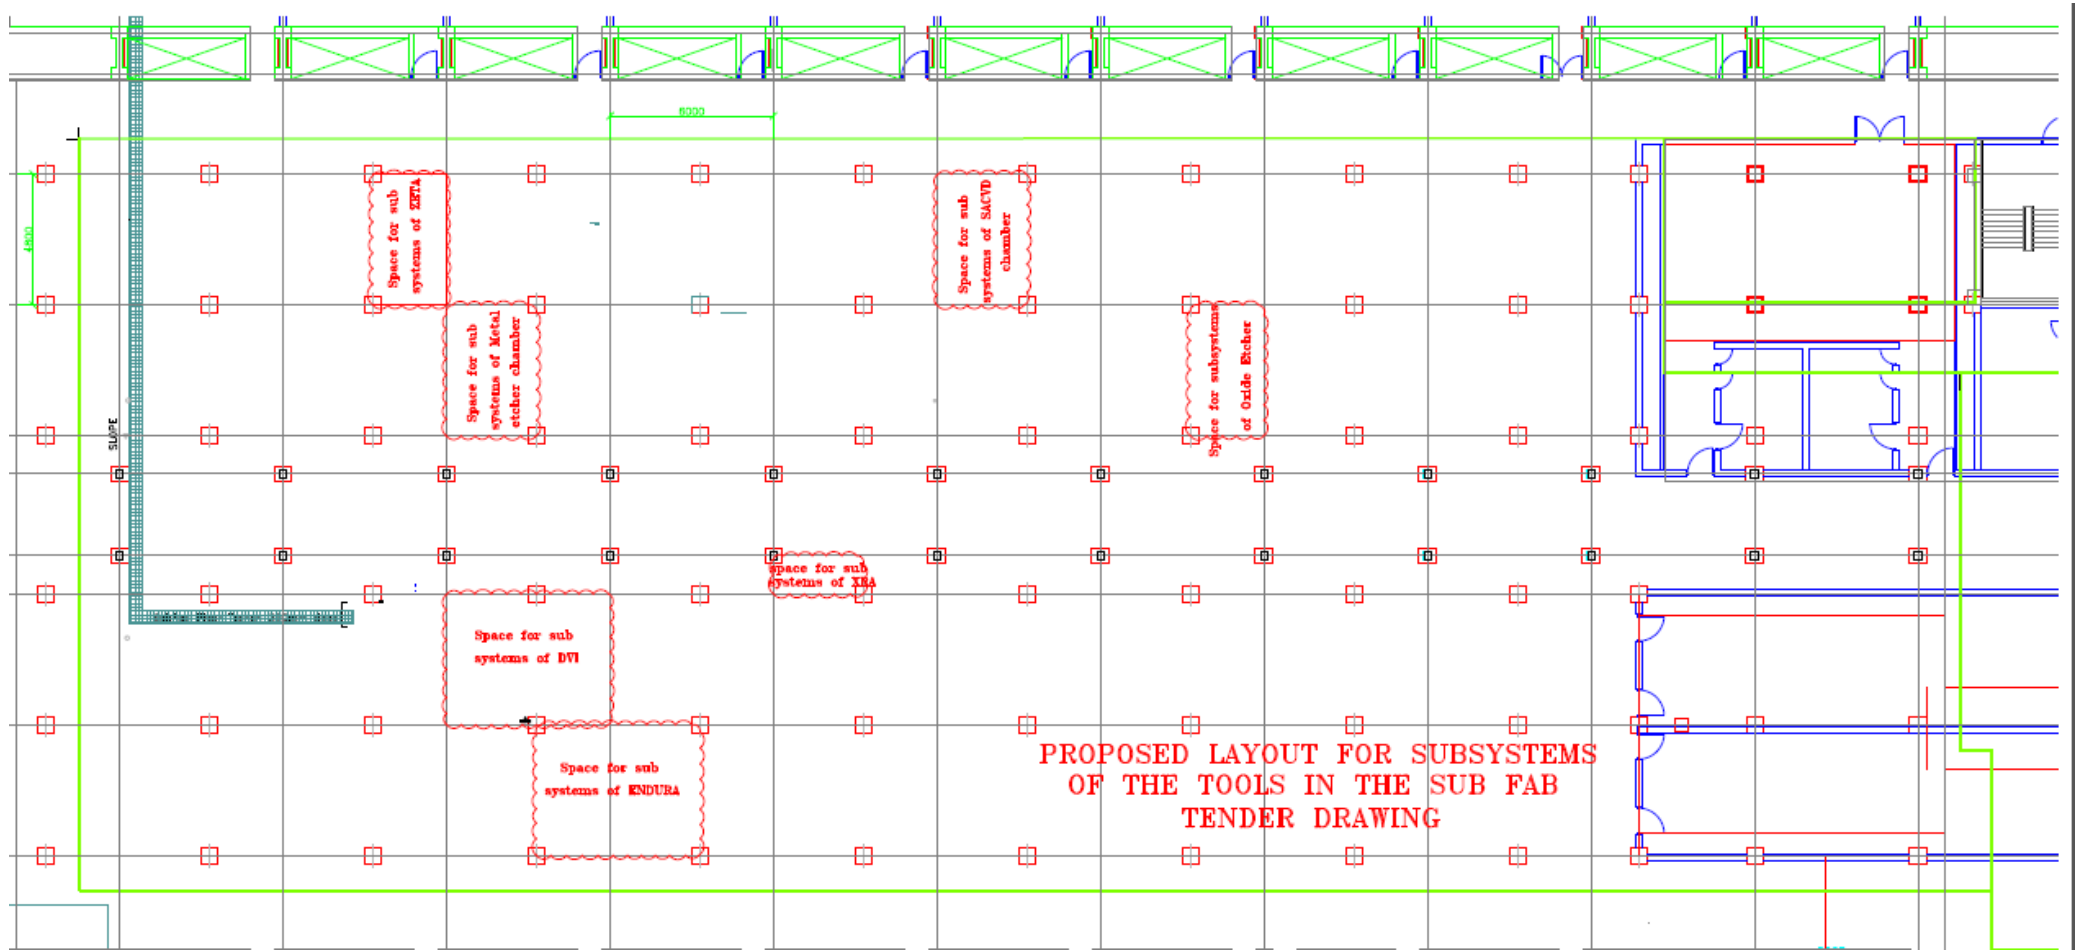 6000
4800
Space for sub
systems of ZETA
Space for sub
systems of SACVD
chamber
Space for sub
systems of Metal
etcher chamber
Space for subsystems
of Oxide Etcher
SLOPE
space for sub
systems of XRA
Space for sub
systems of DVI
Space for sub
systems of ENDURA
PROPOSED LAYOUT FOR SUBSYSTEMS
OF THE TOOLS IN THE SUB FAB
TENDER DRAWING